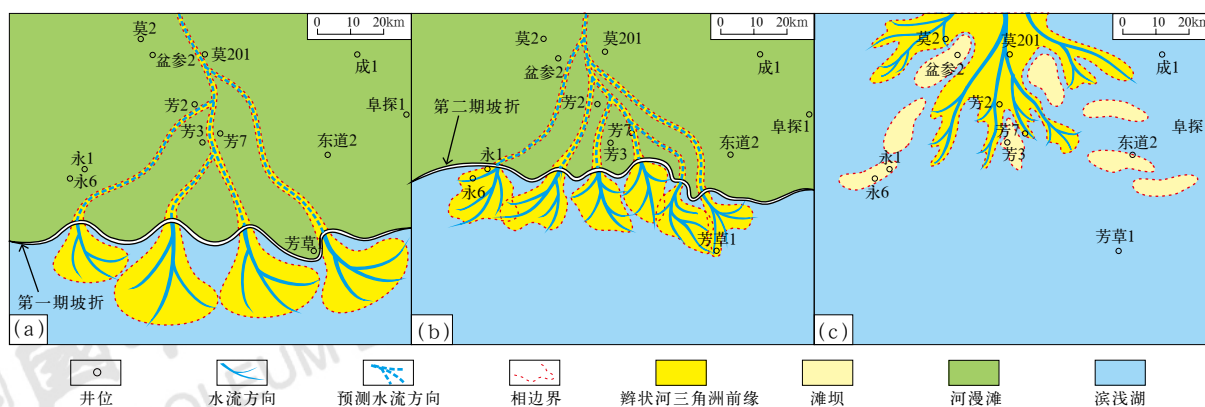 0 10 20km
莫2
盆参2
莫201
成1
芳2
阜探1
芳3
芳7
东道2
永1
永6
芳草1
第一期坡折
(a)
0 10 20km
莫2
莫201
盆参2
成1
芳2
第二期坡折
阜探1
芳7
芳3
东道2
永1
永6
芳草1
(b)
0 10 20km
莫2
莫201
盆参2
成1
芳2
芳7
阜探
芳3
东道2
永1
永6
芳草1
(c)
井位
水流方向
预测水流方向
相边界
辫状河三角洲前缘
滩坝
河漫滩
滨浅湖